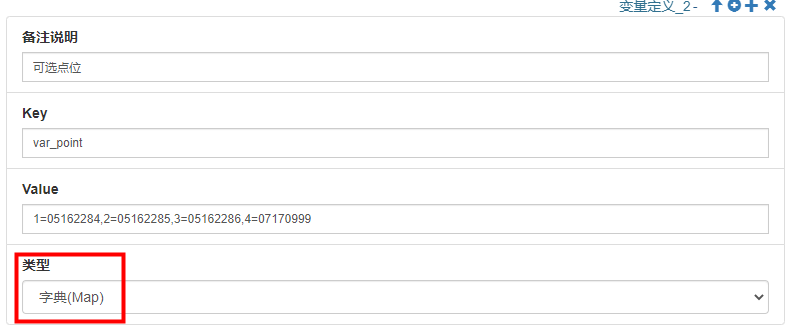 变量定义_2 -
备注说明
可选点位
Key
var_point
Value
1=05162284,2=05162285,3=05162286,4=07170999
类型
字典(Map)